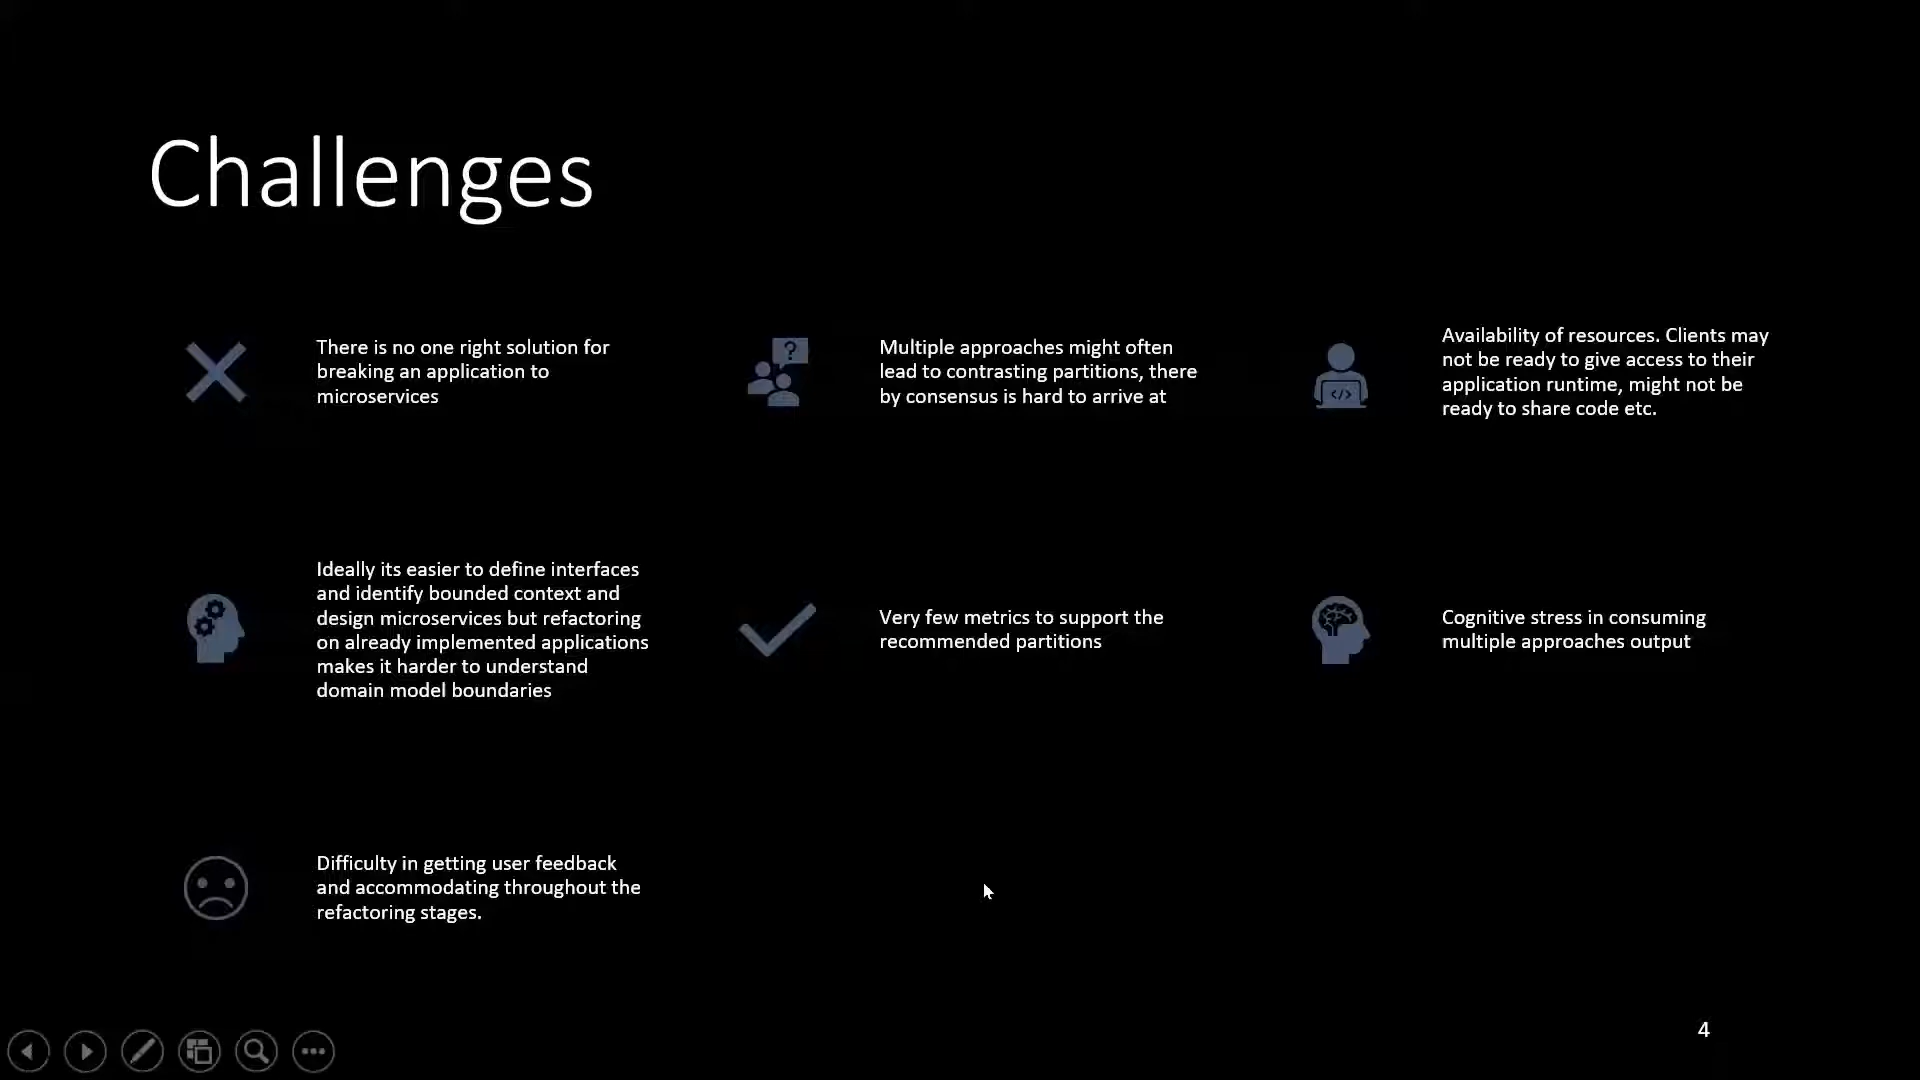 Challenges
There is no one right solution for
breaking an application to
microservices
Multiple approaches might often
lead to contrasting partitions, there
by consensus is hard to arrive at
Availability of resources. Clients may
not be ready to give access to their
application runtime, might not be
ready to share code etc.
Ideally its easier to define interfaces
and identify bounded context and
design microservices but refactoring
on already implemented applications
makes it harder to understand
domain model boundaries
Very few metrics to support the
recommended partitions
Cognitive stress in consuming
multiple approaches output
Difficulty in getting user feedback
and accommodating throughout the
refactoring stages.
4